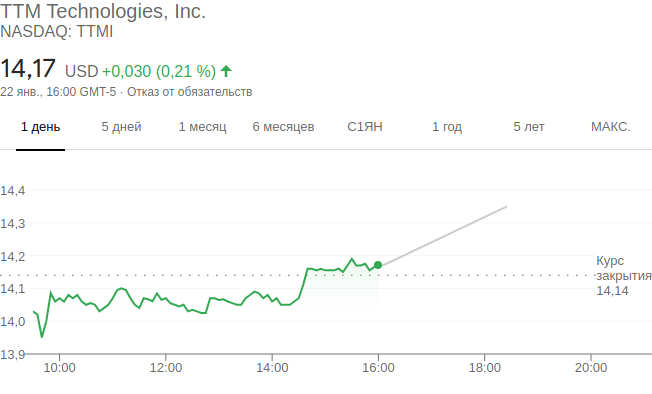 TTM Technologies, Inc.
NASDAQ: TTMI
14,17 USD +0,030 (0,21 %)
22 янв., 16:00 GMT-5 · Отказ от обязательств
1 день 5 дней 1 месяц 6 месяцев С1ЯН 1 год 5 лет МАКС.
14,4
14,3
14,2
Курс
закрытия
14,14
14,1
14,0
13,9
10:00 12:00 14:00 16:00 18:00 20:00